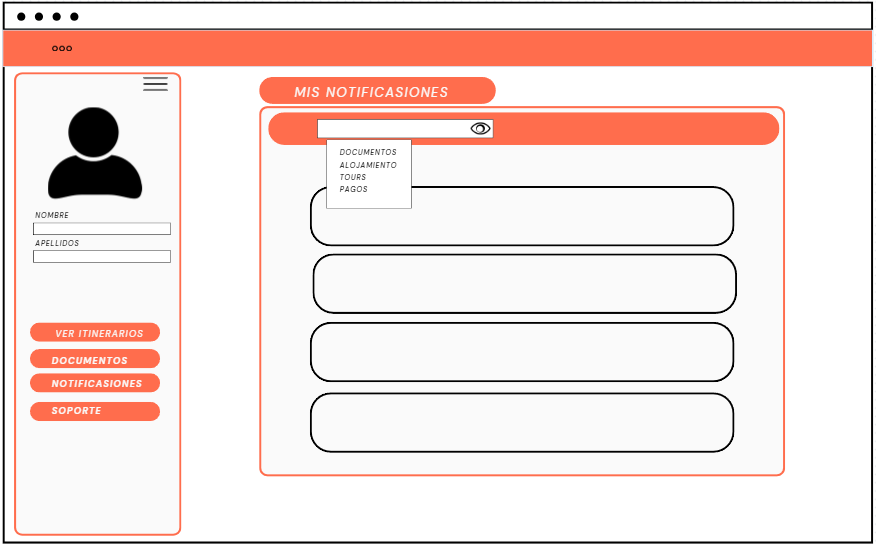 MIS NOTIFICASIONES
DOCUMENTOS
ALOJAMIENTO
TOURS
PAGOS
NOMBRE
APELLIDOS
VER ITINERARIOS
DOCUMENTOS
NOTIFICASIONES
SOPORTE